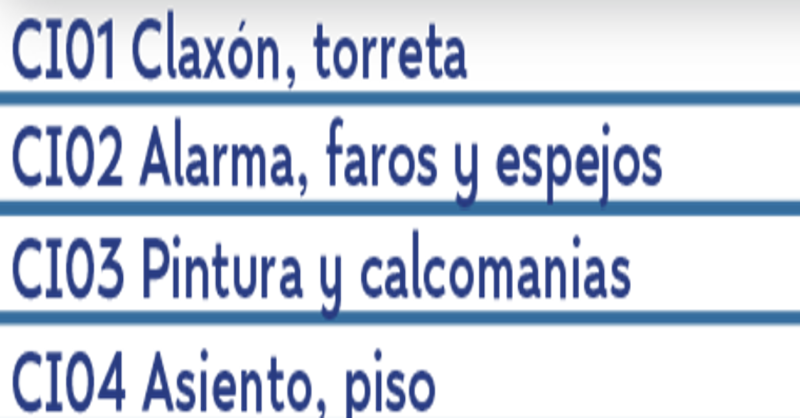 CI01 Claxón, torreta
CI02 Alarma, faros y espejos
CI03 Pintura y calcomanias
CI04 Asiento, piso